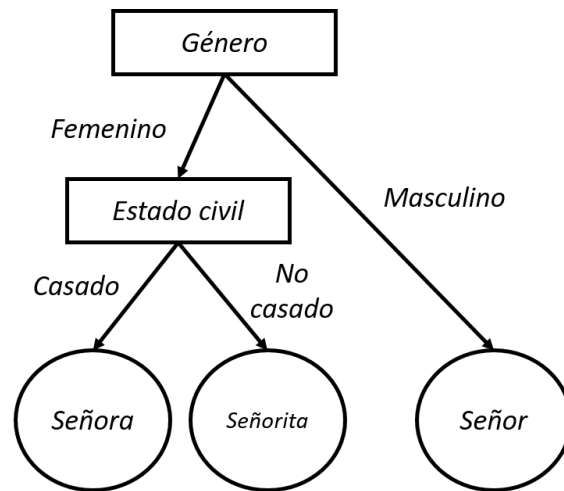 Género
Femenino
Masculino
Estado civil
Casado
No
casado
Señora
Señorita
Señor